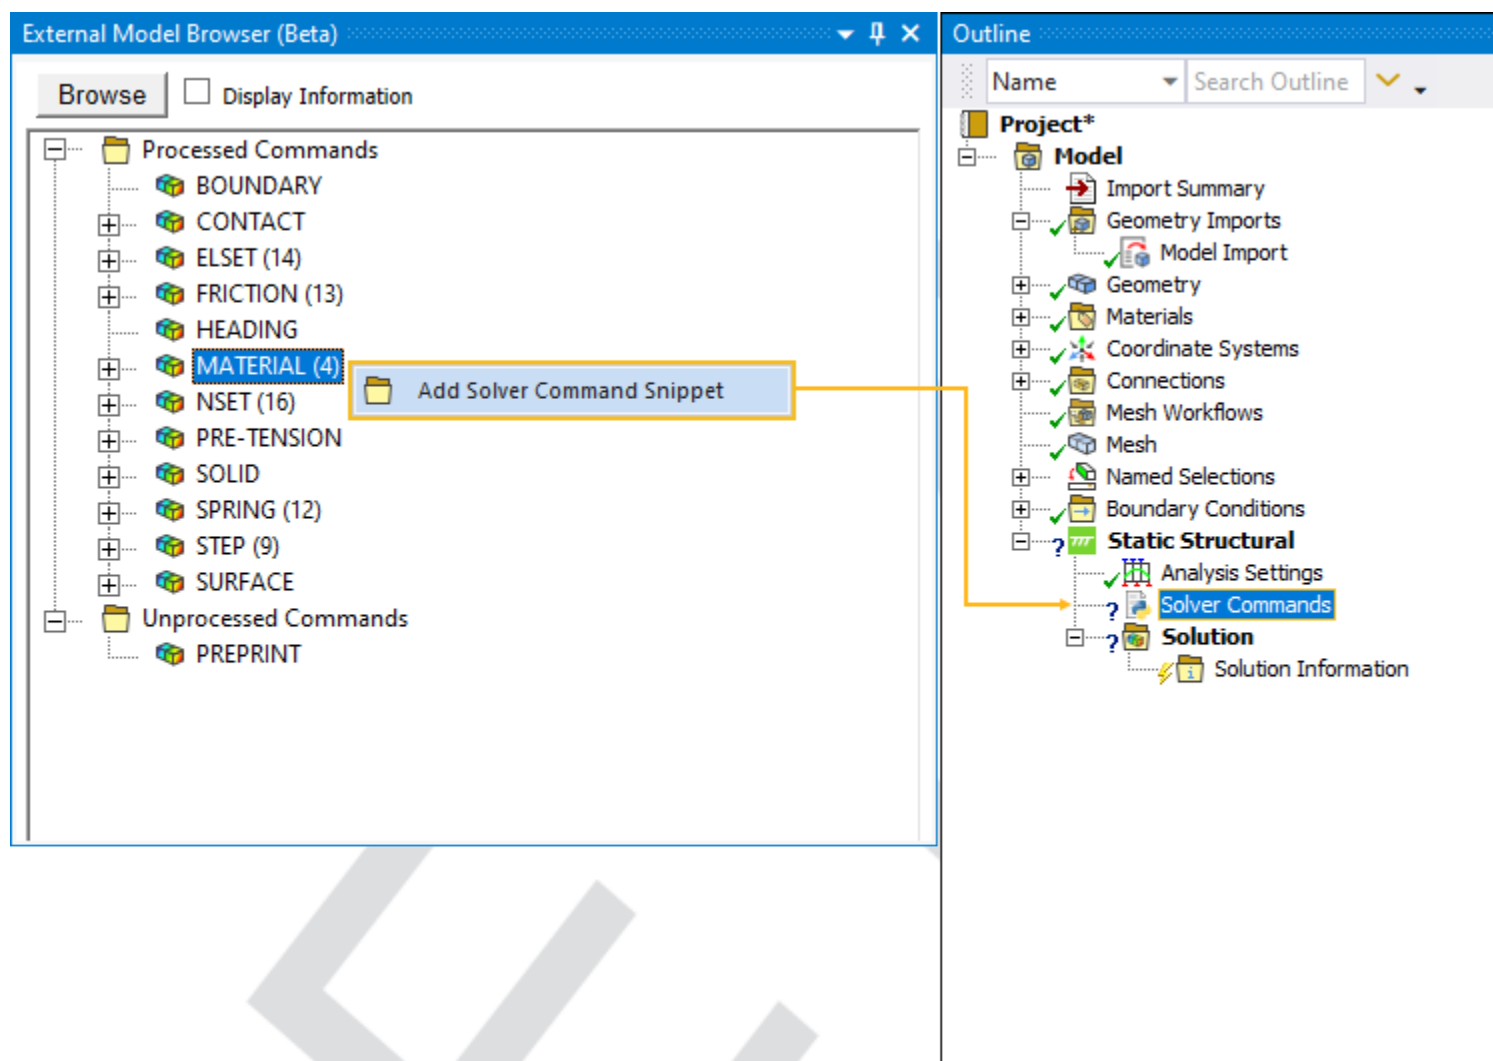 External Model Browser (Beta)
Browse
Display Information
Processed Commands
BOUNDARY
CONTACT
ELSET (14)
FRICTION (13)
HEADING
MATERIAL (4)
Add Solver Command Snippet
NSET (16)
PRE-TENSION
SOLID
SPRING (12)
STEP (9)
SURFACE
Unprocessed Commands
PREPRINT
Outline
Name
Search Outline
Project*
Model
Import Summary
Geometry Imports
Model Import
Geometry
Materials
Coordinate Systems
Connections
Mesh Workflows
Mesh
Named Selections
Boundary Conditions
Static Structural
Analysis Settings
Solver Commands
Solution
Solution Information